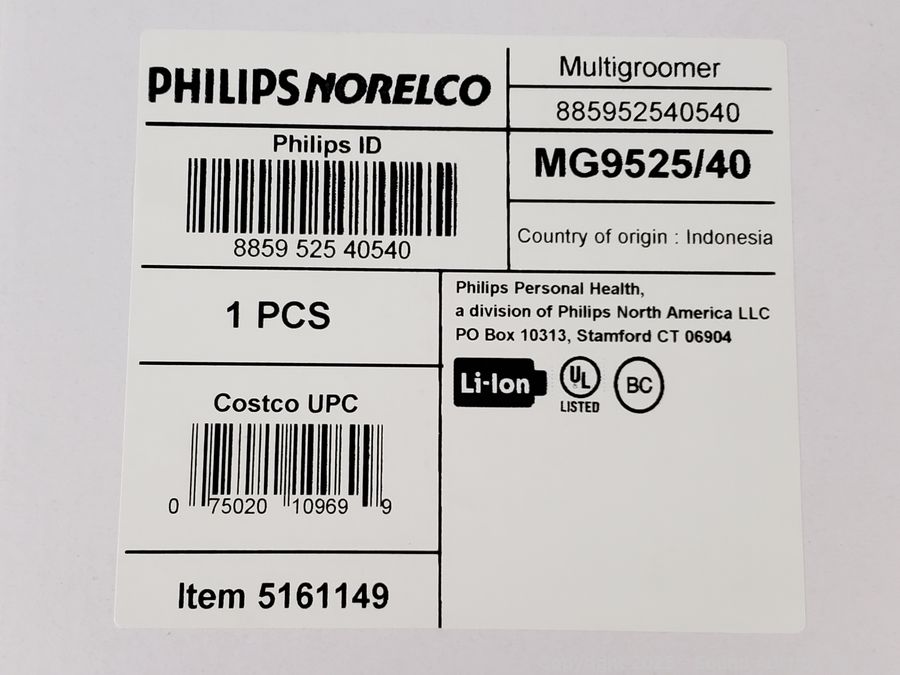 PHILIPS NORELCO
Multigroomer
885952540540
Philips ID
8859 525 40540
MG9525/40
Country of origin : Indonesia
1 PCS
Philips Personal Health,
a division of Philips North America LLC
PO Box 10313, Stamford CT 06904
Li-Ion
UL
LISTED
BC
Costco UPC
0 75020 10969 9
Item 5161149